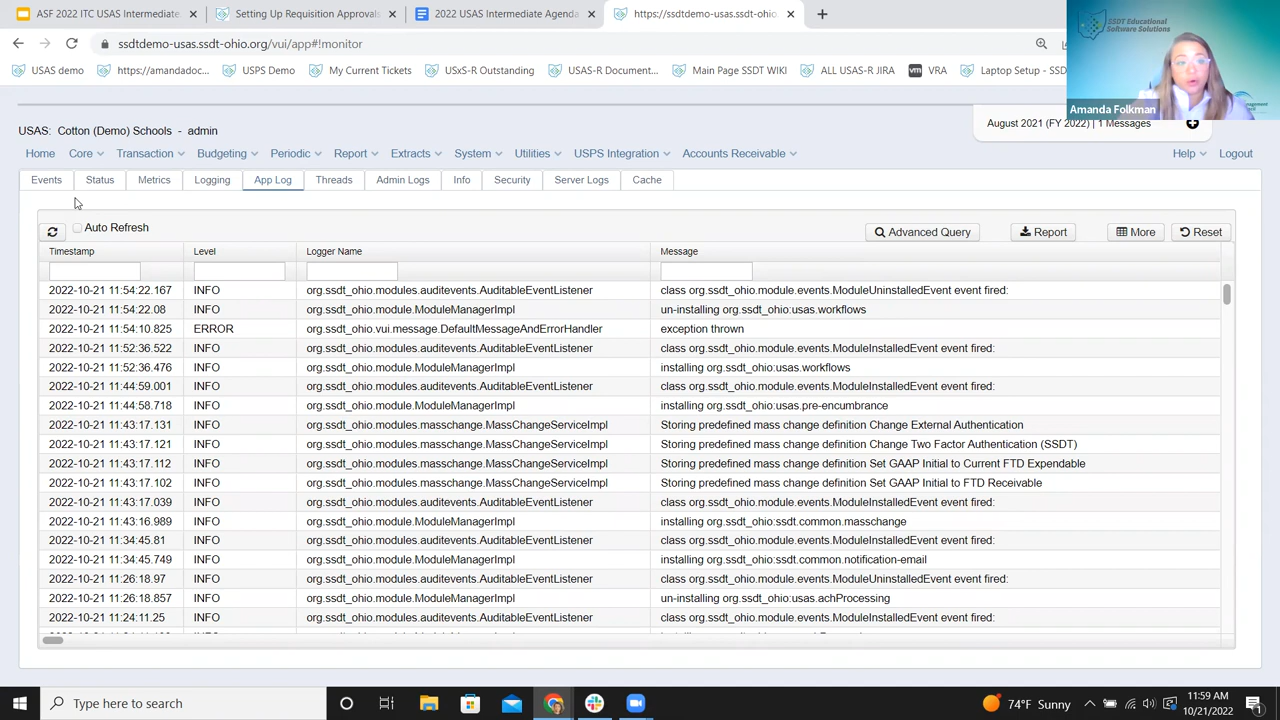 ASF 2022 ITC USAS Intermediate
Setting Up Requisition Approvals
2022 USAS Intermediate Agenda
https://ssdtdemo-usas.ssdt-ohio.
ssdtdemo-usas.ssdt-ohio.org/vui/app#!monitor
USAS demo
https://amandadoc...
USPS Demo
My Current Tickets
USxS-R Outstanding
USAS-R Document...
Main Page SSDT WIKI
ALL USAS-R JIRA
vm VRA
Laptop Setup - SSD
SSDT Educational
Software Solutions
Amanda Folkman
USAS: Cotton (Demo) Schools - admin
August 2021 (FY 2022) | 1 Messages
Home Core Transaction Budgeting Periodic Report Extracts System Utilities USPS Integration Accounts Receivable Help Logout
Events Status Metrics Logging App Log Threads Admin Logs Info Security Server Logs Cache
Auto Refresh Advanced Query Report More Reset
Timestamp Level Logger Name Message
2022-10-21 11:54:22.167 INFO org.ssdt_ohio.modules.auditevents.AuditableEventListener class org.ssdt_ohio.module.events.ModuleUninstalledEvent event fired:
2022-10-21 11:54:22.08 INFO org.ssdt_ohio.module.ModuleManagerImpl un-installing org.ssdt_ohio:usas.workflows
2022-10-21 11:54:10.825 ERROR org.ssdt_ohio.vui.message.DefaultMessageAndErrorHandler exception thrown
2022-10-21 11:52:36.522 INFO org.ssdt_ohio.modules.auditevents.AuditableEventListener class org.ssdt_ohio.module.events.ModuleInstalledEvent event fired:
2022-10-21 11:52:36.476 INFO org.ssdt_ohio.module.ModuleManagerImpl installing org.ssdt_ohio:usas.workflows
2022-10-21 11:44:59.001 INFO org.ssdt_ohio.modules.auditevents.AuditableEventListener class org.ssdt_ohio.module.events.ModuleInstalledEvent event fired:
2022-10-21 11:44:58.718 INFO org.ssdt_ohio.module.ModuleManagerImpl installing org.ssdt_ohio:usas.pre-encumbrance
2022-10-21 11:43:17.131 INFO org.ssdt_ohio.modules.masschange.MassChangeServiceImpl Storing predefined mass change definition Change External Authentication
2022-10-21 11:43:17.121 INFO org.ssdt_ohio.modules.masschange.MassChangeServiceImpl Storing predefined mass change definition Change Two Factor Authentication (SSDT)
2022-10-21 11:43:17.112 INFO org.ssdt_ohio.modules.masschange.MassChangeServiceImpl Storing predefined mass change definition Set GAAP Initial to Current FTD Expendable
2022-10-21 11:43:17.102 INFO org.ssdt_ohio.modules.masschange.MassChangeServiceImpl Storing predefined mass change definition Set GAAP Initial to FTD Receivable
2022-10-21 11:43:17.039 INFO org.ssdt_ohio.modules.auditevents.AuditableEventListener class org.ssdt_ohio.module.events.ModuleInstalledEvent event fired:
2022-10-21 11:43:16.989 INFO org.ssdt_ohio.module.ModuleManagerImpl installing org.ssdt_ohio:ssdt.common.masschange
2022-10-21 11:34:45.81 INFO org.ssdt_ohio.modules.auditevents.AuditableEventListener class org.ssdt_ohio.module.events.ModuleInstalledEvent event fired:
2022-10-21 11:34:45.749 INFO org.ssdt_ohio.module.ModuleManagerImpl installing org.ssdt_ohio:ssdt.common.notification-email
2022-10-21 11:26:18.97 INFO org.ssdt_ohio.modules.auditevents.AuditableEventListener class org.ssdt_ohio.module.events.ModuleUninstalledEvent event fired:
2022-10-21 11:26:18.857 INFO org.ssdt_ohio.module.ModuleManagerImpl un-installing org.ssdt_ohio:usas.achProcessing
2022-10-21 11:24:11.25 INFO org.ssdt_ohio.modules.auditevents.AuditableEventListener class org.ssdt_ohio.module.events.ModuleInstalledEvent event fired:
Type here to search
74°F Sunny
11:59 AM
10/21/2022
1